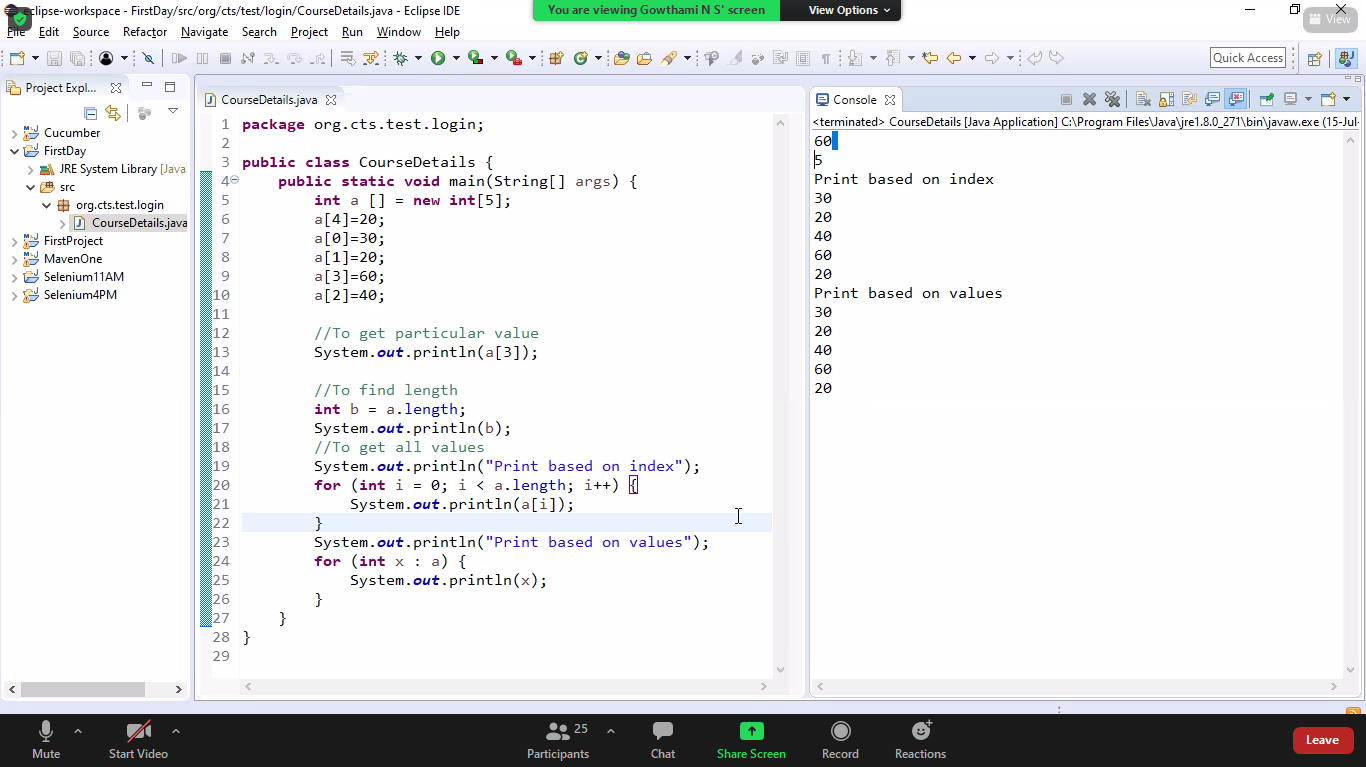 eclipse-workspace - FirstDay/src/org/cts/test/login/CourseDetails.java - Eclipse IDE
You are viewing Gowthami N S' screen
View Options
View
File Edit Source Refactor Navigate Search Project Run Window Help
Quick Access
Project Expl...
CourseDetails.java
Console
<terminated> CourseDetails [Java Application] C:\Program Files\Java\jre1.8.0_271\bin\javaw.exe (15-Jul-
Cucumber
FirstDay
JRE System Library [Java
src
org.cts.test.login
CourseDetails.java
FirstProject
MavenOne
Selenium11AM
Selenium4PM
1 package org.cts.test.login;
2
3 public class CourseDetails {
4 public static void main(String[] args) {
5 int a [] = new int[5];
6 a[4]=20;
7 a[0]=30;
8 a[1]=20;
9 a[3]=60;
10 a[2]=40;
11
12 //To get particular value
13 System.out.println(a[3]);
14
15 //To find length
16 int b = a.length;
17 System.out.println(b);
18 //To get all values
19 System.out.println("Print based on index");
20 for (int i = 0; i < a.length; i++) {
21 System.out.println(a[i]);
22 }
23 System.out.println("Print based on values");
24 for (int x : a) {
25 System.out.println(x);
26 }
27 }
28 }
29
60
5
Print based on index
30
20
40
60
20
Print based on values
30
20
40
60
20
Mute
Start Video
Participants
25
Chat
Share Screen
Record
Reactions
Leave